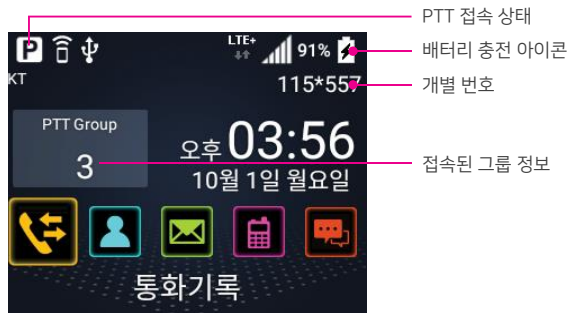 PTT 접속 상태
P LTE+ 91%
배터리 충전 아이콘
KT
115*557
개별 번호
PTT Group
3
오후 03:56
접속된 그룹 정보
10월 1일 월요일
통화기록